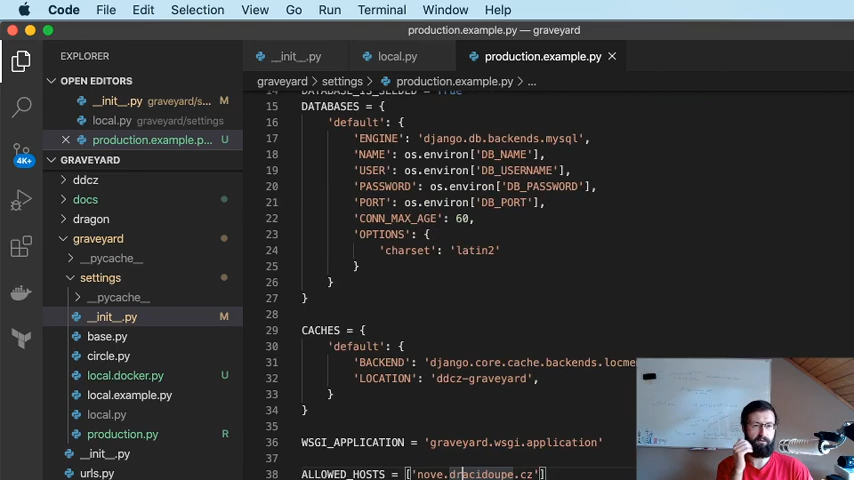 Code File Edit Selection View Go Run Terminal Window Help
production.example.py — graveyard
EXPLORER
OPEN EDITORS
__init__.py graveyard/s... M
local.py graveyard/settings
production.example.p... U
GRAVEYARD
ddcz
docs
dragon
graveyard
__pycache__
settings
__pycache__
__init__.py M
base.py
circle.py
local.docker.py U
local.example.py
local.py
production.py R
__init__.py
urls.py
4K+
__init__.py
local.py
production.example.py
graveyard > settings > production.example.py > ...
14 DATABASE_IS_SEEDED = True
15 DATABASES = {
16 'default': {
17 'ENGINE': 'django.db.backends.mysql',
18 'NAME': os.environ['DB_NAME'],
19 'USER': os.environ['DB_USERNAME'],
20 'PASSWORD': os.environ['DB_PASSWORD'],
21 'PORT': os.environ['DB_PORT'],
22 'CONN_MAX_AGE': 60,
23 'OPTIONS': {
24 'charset': 'latin2'
25 }
26 }
27 }
28
29 CACHES = {
30 'default': {
31 'BACKEND': 'django.core.cache.backends.locme
32 'LOCATION': 'ddcz-graveyard',
33 }
34 }
35
36 WSGI_APPLICATION = 'graveyard.wsgi.application'
37
38 ALLOWED_HOSTS = ['nove.dracidoupe.cz']